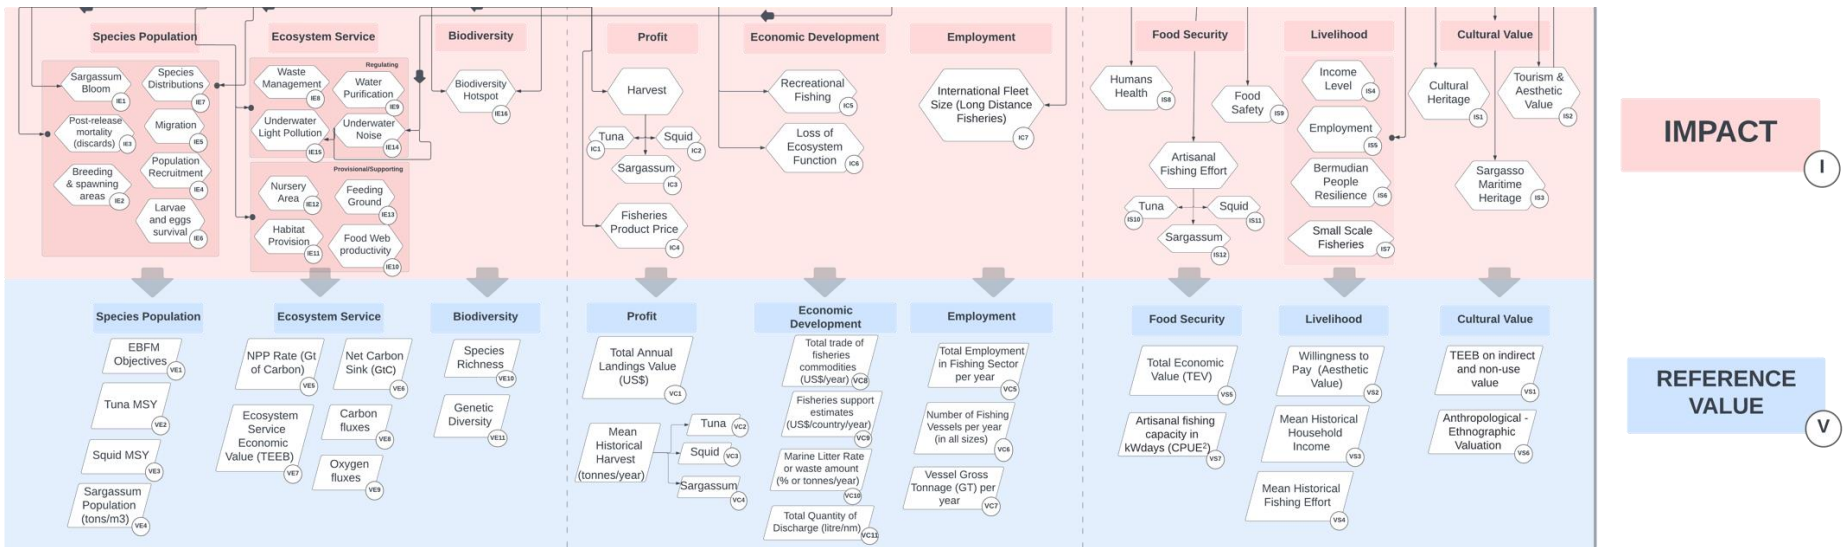 Species Population
Ecosystem Service
Biodiversity
Profit
Economic Development
Employment
Food Security
Livelihood
Cultural Value
Sargassum
Bloom
IE1
Species
Distributions
IE7
Post-release
mortality
(discards)
IE3
Migration
IE5
Breeding
& spawning
areas
IE2
Population
Recruitment
IE4
Larvae
and eggs
survival
IE6
Regulating
Waste
Management
IE8
Water
Purification
IE9
Underwater
Light Pollution
IE15
Underwater
Noise
IE14
Provisional/Supporting
Nursery
Area
IE12
Feeding
Ground
IE13
Habitat
Provision
IE11
Food Web
productivity
IE10
Biodiversity
Hotspot
IE16
Harvest
Tuna
IC1
Squid
IC2
Sargassum
IC3
Fisheries
Product Price
IC4
Recreational
Fishing
IC5
Loss of
Ecosystem
Function
IC6
International Fleet
Size (Long Distance
Fisheries)
IC7
Humans
Health
IS8
Food
Safety
IS9
Artisanal
Fishing Effort
Tuna
IS10
Squid
IS11
Sargassum
IS12
Income
Level
IS4
Employment
IS5
Bermudian
People
Resilience
IS6
Small Scale
Fisheries
IS7
Cultural
Heritage
IS1
Tourism &
Aesthetic
Value
IS2
Sargasso
Maritime
Heritage
IS3
IMPACT
I
Species Population
Ecosystem Service
Biodiversity
Profit
Economic
Development
Employment
Food Security
Livelihood
Cultural Value
EBFM
Objectives
VE1
Tuna MSY
VE2
Squid MSY
VE3
Sargassum
Population
(tons/m3)
VE4
NPP Rate (Gt
of Carbon)
VE5
Net Carbon
Sink (GtC)
VE6
Ecosystem
Service
Economic
Value (TEEB)
VE7
Carbon
fluxes
VE8
Oxygen
fluxes
VE9
Species
Richness
VE10
Genetic
Diversity
VE11
Total Annual
Landings Value
(US$)
VC1
Mean
Historical
Harvest
(tonnes/year)
Tuna
VC2
Squid
VC3
Sargassum
VC4
Total trade of
fisheries
commodities
(US$/year)
VC8
Fisheries support
estimates
(US$/country/year)
VC9
Marine Litter Rate
or waste amount
(% or tonnes/year)
VC10
Total Quantity of
Discharge (litre/nm)
VC11
Total Employment
in Fishing Sector
per year
VC5
Number of Fishing
Vessels per year
(in all sizes)
VC6
Vessel Gross
Tonnage (GT) per
year
VC7
Total Economic
Value (TEV)
VS5
Artisanal fishing
capacity in
kWdays (CPUE²)
VS7
Willingness to
Pay (Aesthetic
Value)
VS2
Mean Historical
Household
Income
VS3
Mean Historical
Fishing Effort
VS4
TEEB on indirect
and non-use
value
VS1
Anthropological -
Ethnographic
Valuation
VS6
REFERENCE
VALUE
V